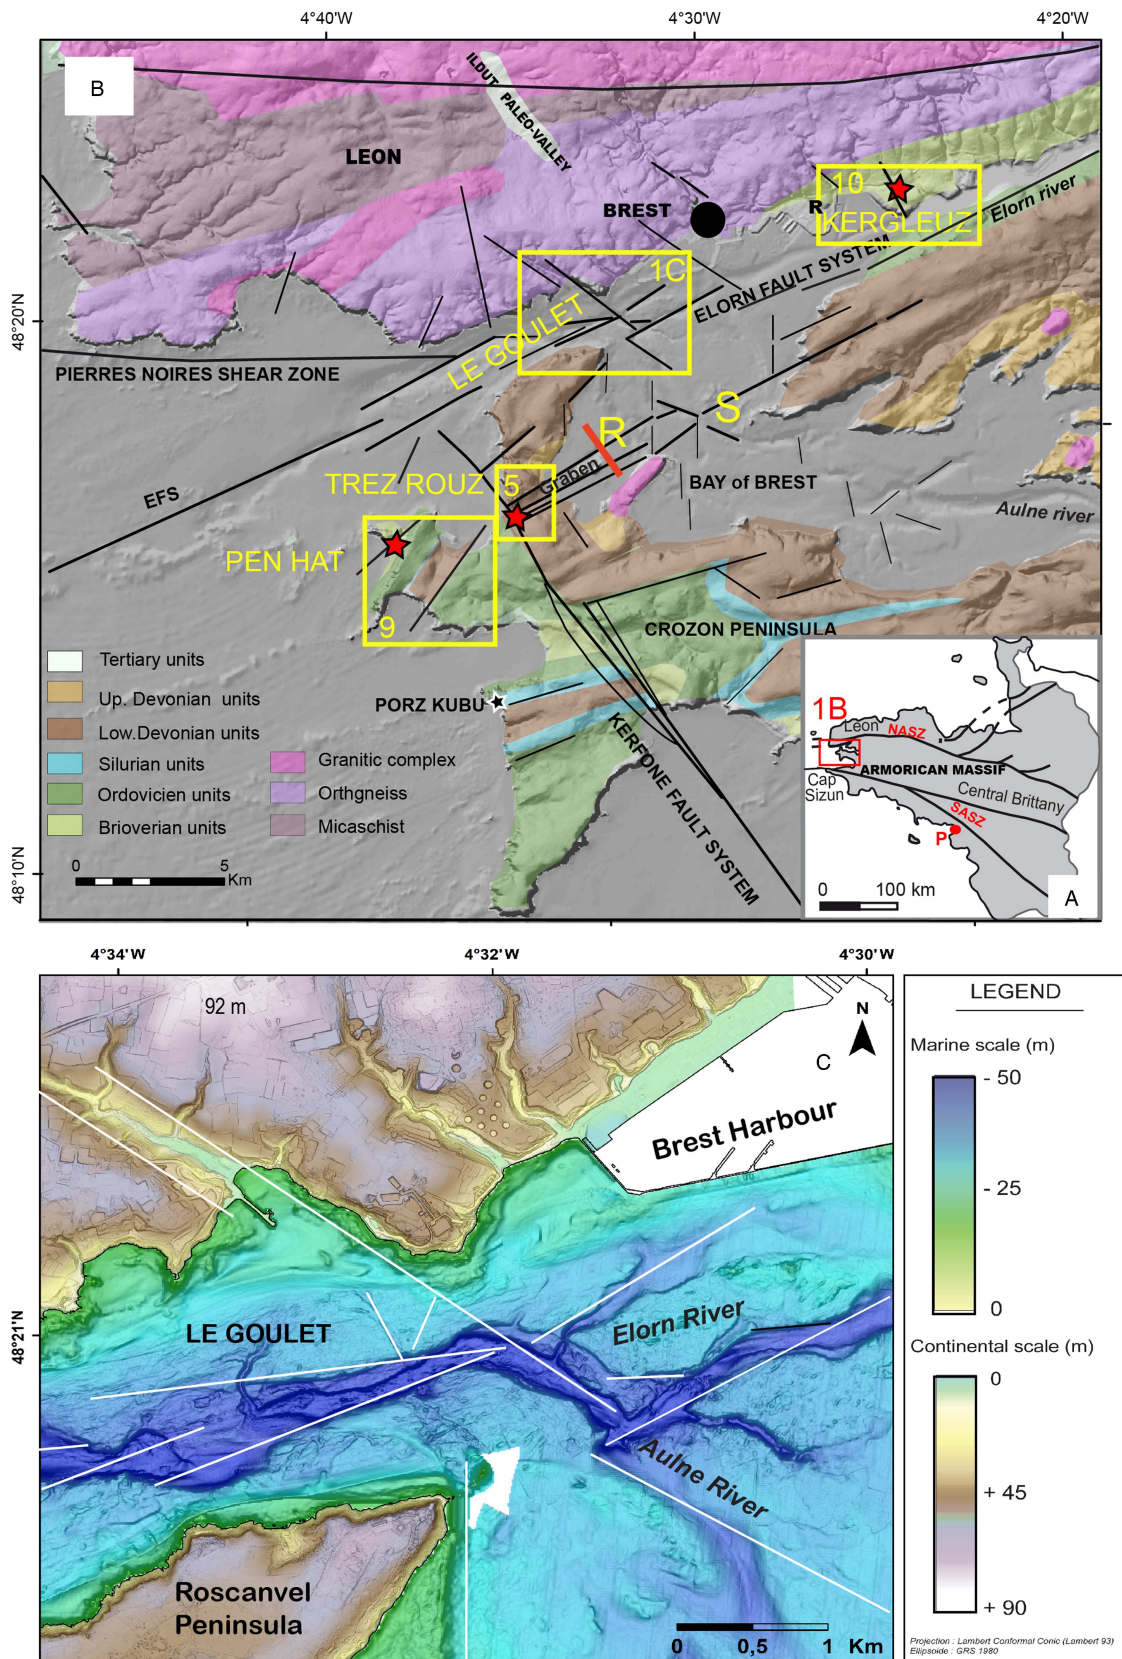 4°40'W
4°30'W
4°20'W
B
ILDUT PALEO-VALLEY
LEON
BREST
10
R
KERGLEUZ
Elorn river
1C
ELORN FAULT SYSTEM
48°20'N
LE GOULET
PIERRES NOIRES SHEAR ZONE
S
R
TREZ ROUZ
5
Graben
BAY of BREST
EFS
Aulne river
PEN HAT
9
CROZON PENINSULA
Tertiary units
Up. Devonian units
Low.Devonian units
Silurian units
Ordovicien units
Brioverian units
Granitic complex
Orthgneiss
Micaschist
PORZ KUBU
KERFONE FAULT SYSTEM
0
5
Km
48°10'N
1B
Leon
NASZ
ARMORICAN MASSIF
Cap
Sizun
Central Brittany
SASZ
P
0
100 km
A
4°34'W
4°32'W
4°30'W
92 m
N
C
Brest Harbour
48°21'N
LE GOULET
Elorn River
Aulne River
Roscanvel
Peninsula
0
0,5
1
Km
LEGEND
Marine scale (m)
- 50
- 25
0
Continental scale (m)
0
+ 45
+ 90
Projection : Lambert Conformal Conic (Lambert 93)
Ellipsoide : GRS 1980